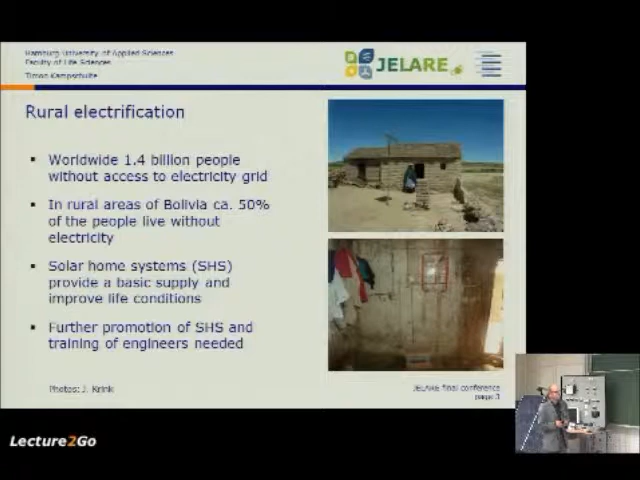 Hamburg University of Applied Sciences
Faculty of Life Sciences
Timon Kampschulte
JELARE
Rural electrification
▪ Worldwide 1.4 billion people
without access to electricity grid
▪ In rural areas of Bolivia ca. 50%
of the people live without
electricity
▪ Solar home systems (SHS)
provide a basic supply and
improve life conditions
▪ Further promotion of SHS and
training of engineers needed
Photos: J. Krink
JELARE final conference
page 3
Lecture2Go